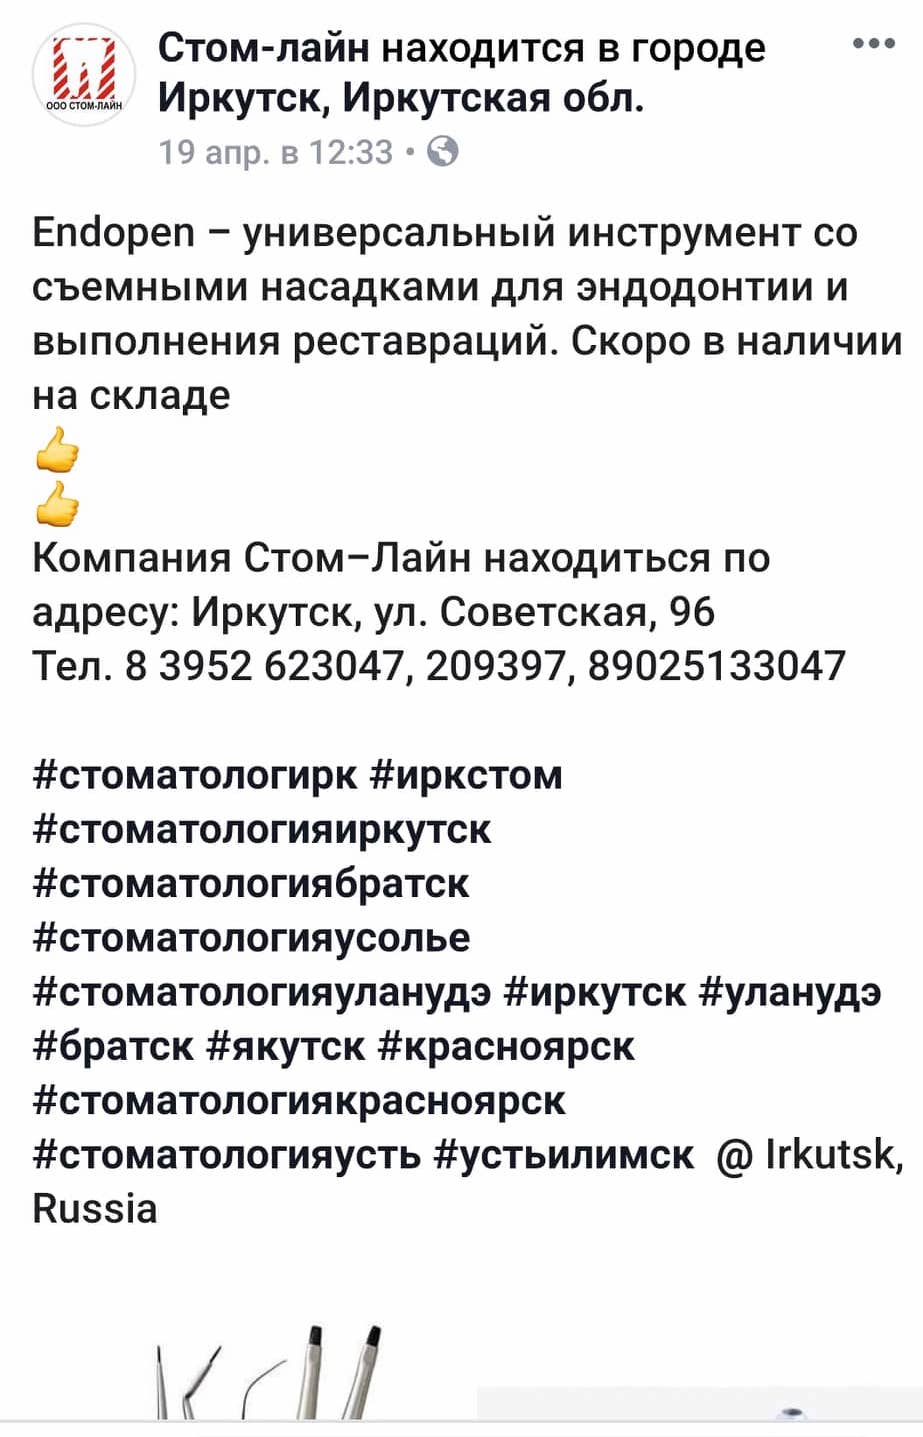 ООО СТОМ-ЛАЙН
Стом-лайн находится в городе
Иркутск, Иркутская обл.
19 апр. в 12:33 •
Endopen – универсальный инструмент со
съемными насадками для эндодонтии и
выполнения реставраций. Скоро в наличии
на складе
👍
👍
Компания Стом–Лайн находиться по
адресу: Иркутск, ул. Советская, 96
Тел. 8 3952 623047, 209397, 89025133047
#стоматологирк #иркстом
#стоматологияиркутск
#стоматологиябратск
#стоматологияусолье
#стоматологияуланудэ #иркутск #уланудэ
#братск #якутск #красноярск
#стоматологиякрасноярск
#стоматологияусть #устьилимск @ Irkutsk,
Russia